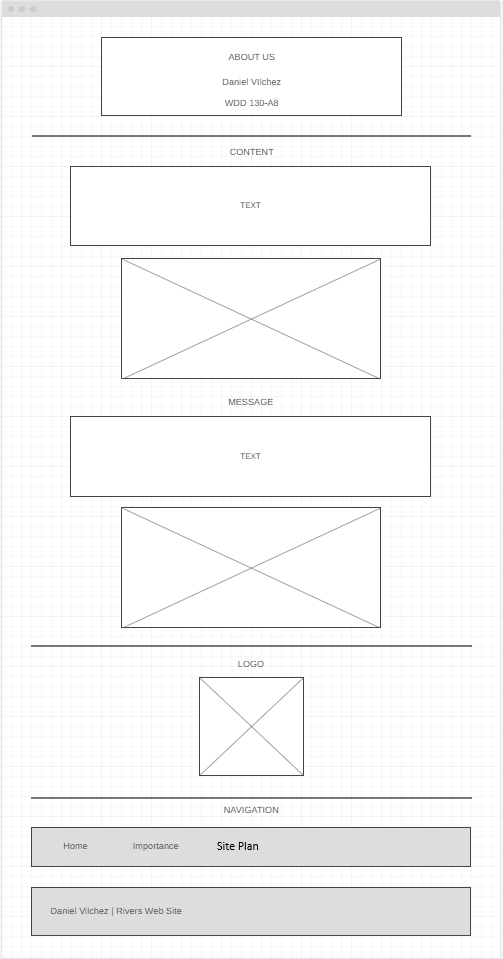 ABOUT US
Daniel VIlchez
WDD 130-A8
CONTENT
TEXT
MESSAGE
TEXT
LOGO
NAVIGATION
Home Importance Site Plan
Daniel Vilchez | Rivers Web Site